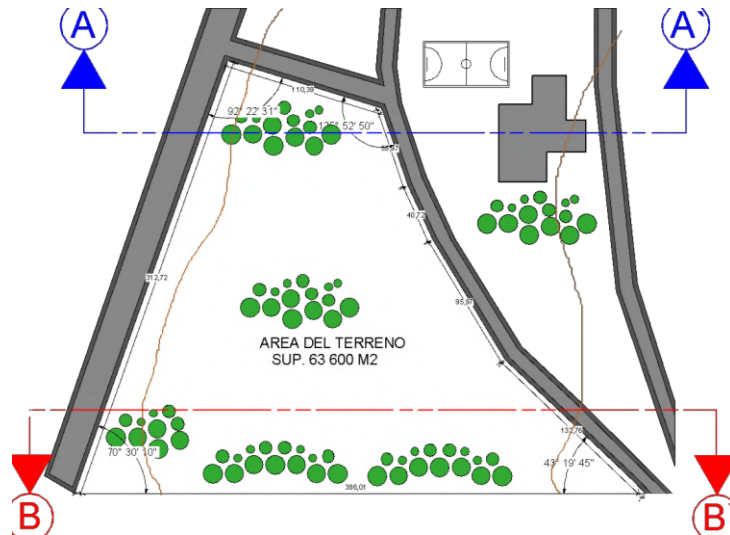 A
A`
110,39
92° 22' 31"
125° 52' 50"
55,87
40,72
312,72
95,97
AREA DEL TERRENO
SUP. 63 600 M2
132,76
70° 30' 10"
43° 19' 45"
386,01
B
B`